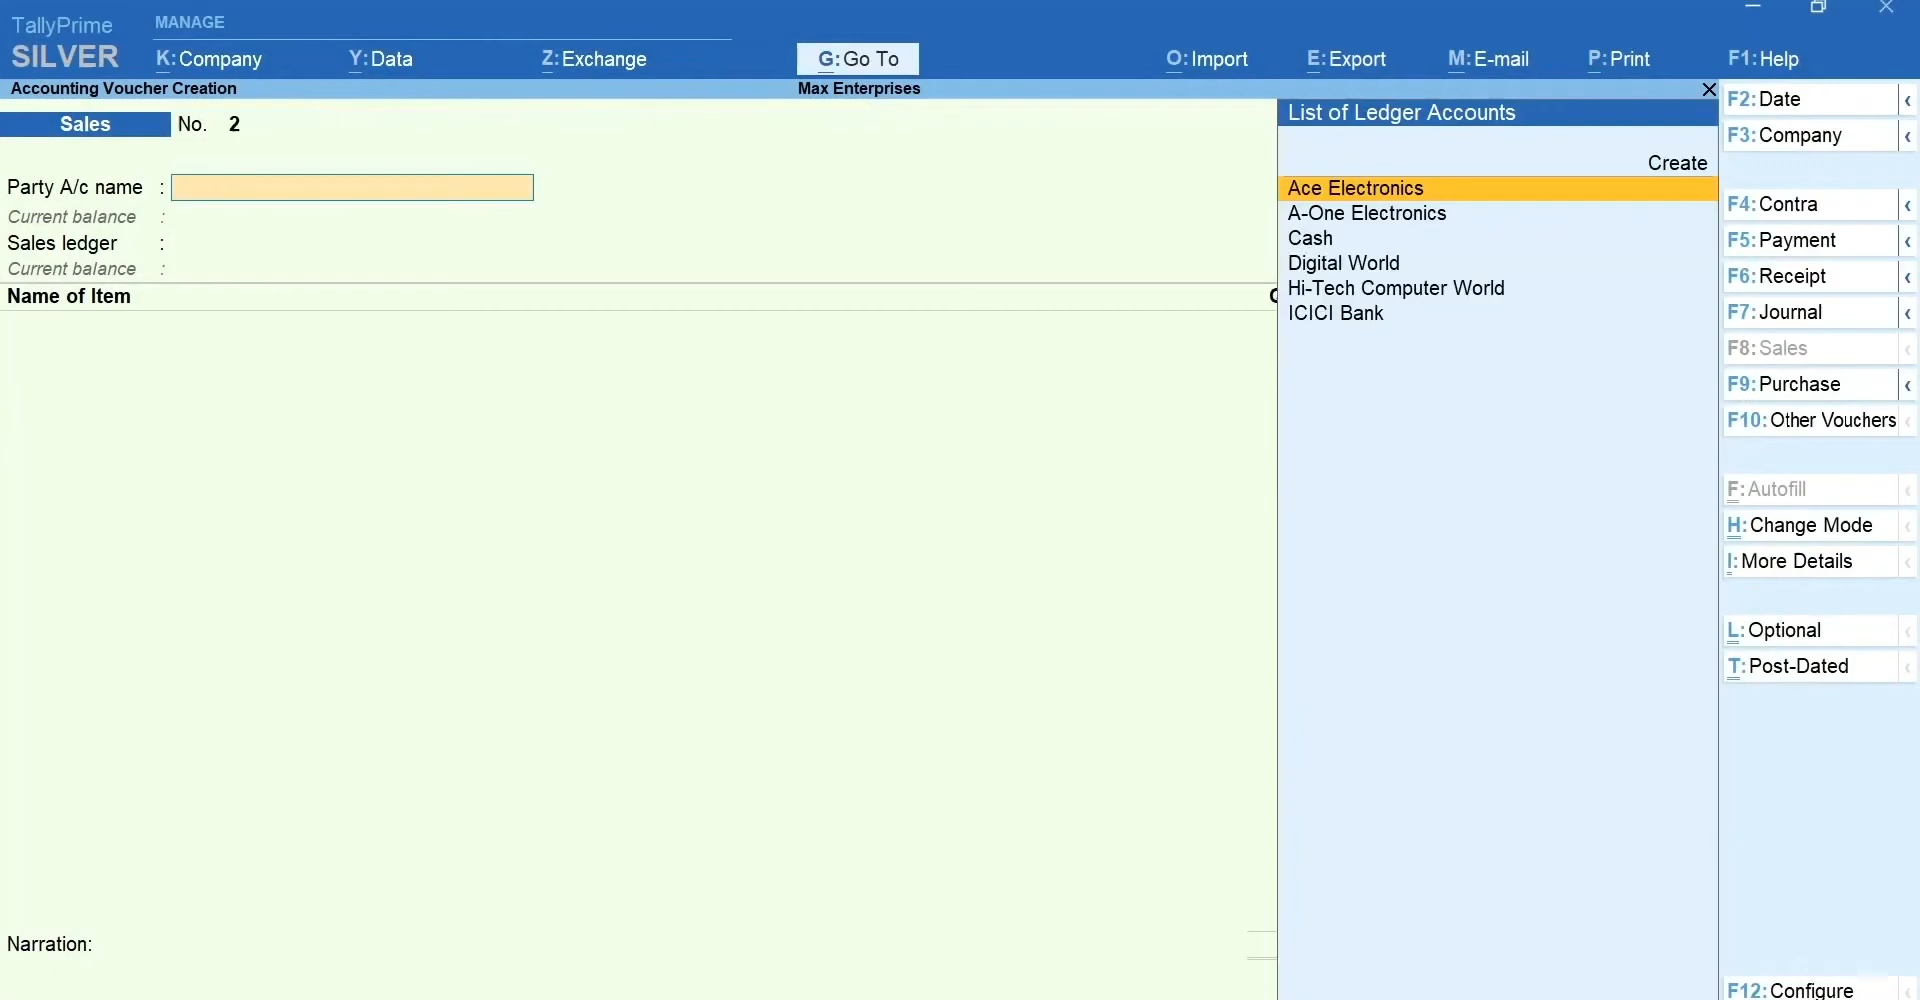 TallyPrime
MANAGE
SILVER
K:Company
Y:Data
Z:Exchange
G:Go To
O:Import
E:Export
M:E-mail
P:Print
F1:Help
Accounting Voucher Creation
Max Enterprises
Sales No. 2
Party A/c name :
Current balance :
Sales ledger :
Current balance :
Name of Item
Narration:
List of Ledger Accounts
Create
Ace Electronics
A-One Electronics
Cash
Digital World
Hi-Tech Computer World
ICICI Bank
F2:Date
F3:Company
F4:Contra
F5:Payment
F6:Receipt
F7:Journal
F8:Sales
F9:Purchase
F10:Other Vouchers
F:Autofill
H:Change Mode
I:More Details
L:Optional
T:Post-Dated
F12:Configure